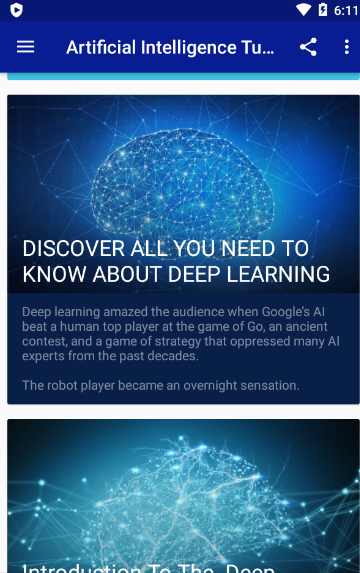 6:11
Artificial Intelligence Tu...
DISCOVER ALL YOU NEED TO
KNOW ABOUT DEEP LEARNING
Deep learning amazed the audience when Google's AI
beat a human top player at the game of Go, an ancient
contest, and a game of strategy that oppressed many AI
experts from the past decades.
The robot player became an overnight sensation.
Introduction To The Deep